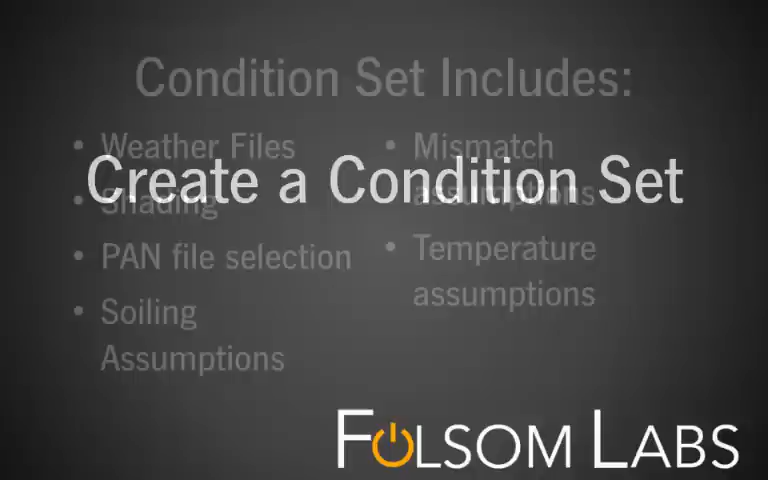 Condition Set Includes:
• Weather Files
• Shading
• PAN file selection
• Soiling
Assumptions
• Mismatch
assumptions
• Temperature
assumptions
Create a Condition Set
FOLSOM LABS